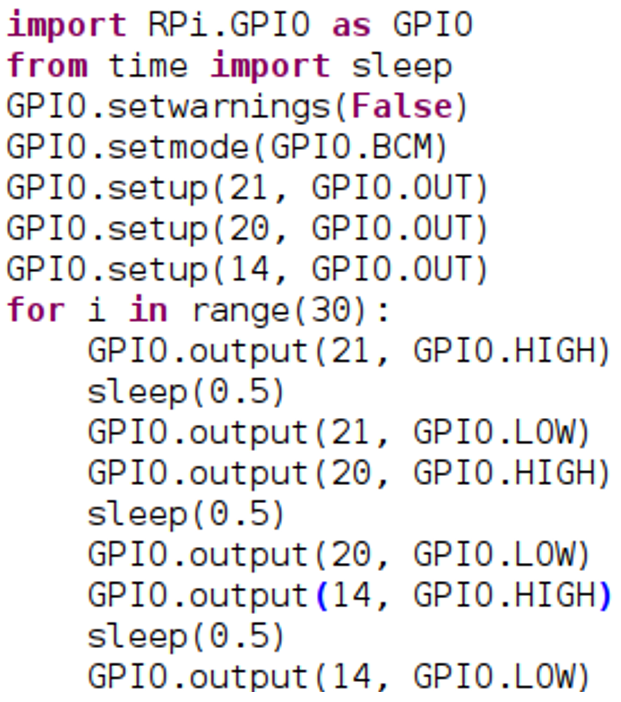 import RPi.GPIO as GPIO
from time import sleep
GPIO.setwarnings(False)
GPIO.setmode(GPIO.BCM)
GPIO.setup(21, GPIO.OUT)
GPIO.setup(20, GPIO.OUT)
GPIO.setup(14, GPIO.OUT)
for i in range(30):
    GPIO.output(21, GPIO.HIGH)
    sleep(0.5)
    GPIO.output(21, GPIO.LOW)
    GPIO.output(20, GPIO.HIGH)
    sleep(0.5)
    GPIO.output(20, GPIO.LOW)
    GPIO.output(14, GPIO.HIGH)
    sleep(0.5)
    GPIO.output(14, GPIO.LOW)